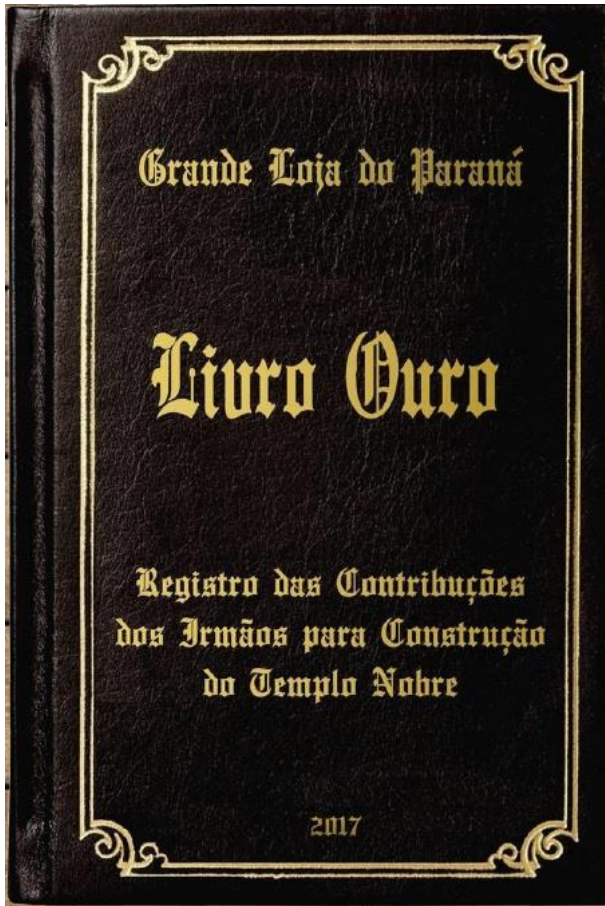 Grande Loja do Paraná
Livro Ouro
Registro das Contribuções
dos Irmãos para Construção
do Templo Nobre
2017